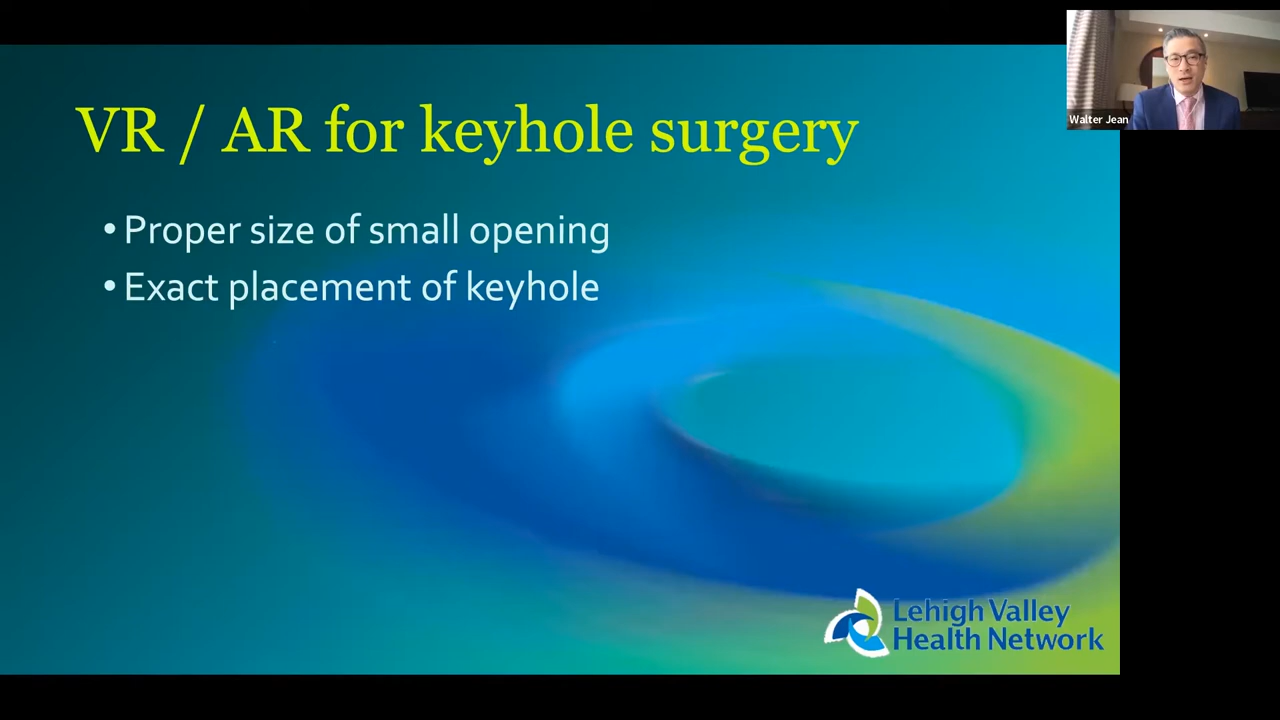 VR / AR for keyhole surgery
• Proper size of small opening
• Exact placement of keyhole
Walter Jean
Lehigh Valley
Health Network